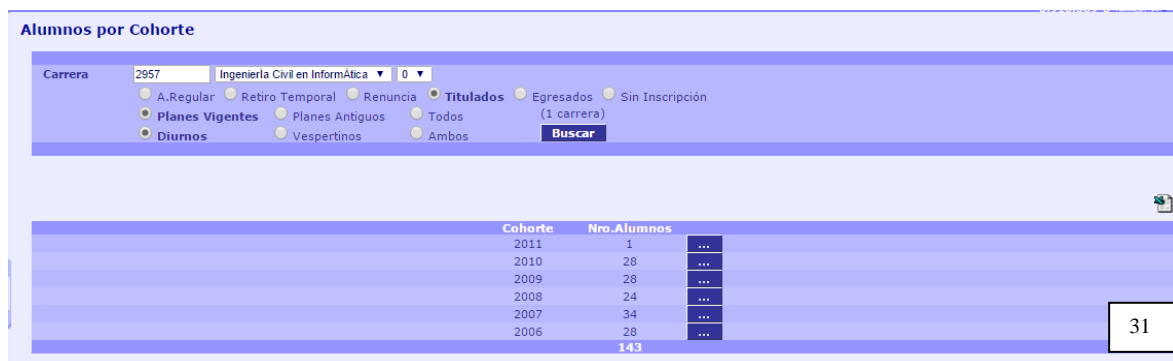 Alumnos por Cohorte
Carrera 2957 Ingeniería Civil en InformÁtica 0
A.Regular Retiro Temporal Renuncia Titulados Egresados Sin Inscripción
Planes Vigentes Planes Antiguos Todos (1 carrera)
Diurnos Vespertinos Ambos Buscar
Cohorte Nro.Alumnos
2011 1 ...
2010 28 ...
2009 28 ...
2008 24 ...
2007 34 ...
2006 28 ...
143
31